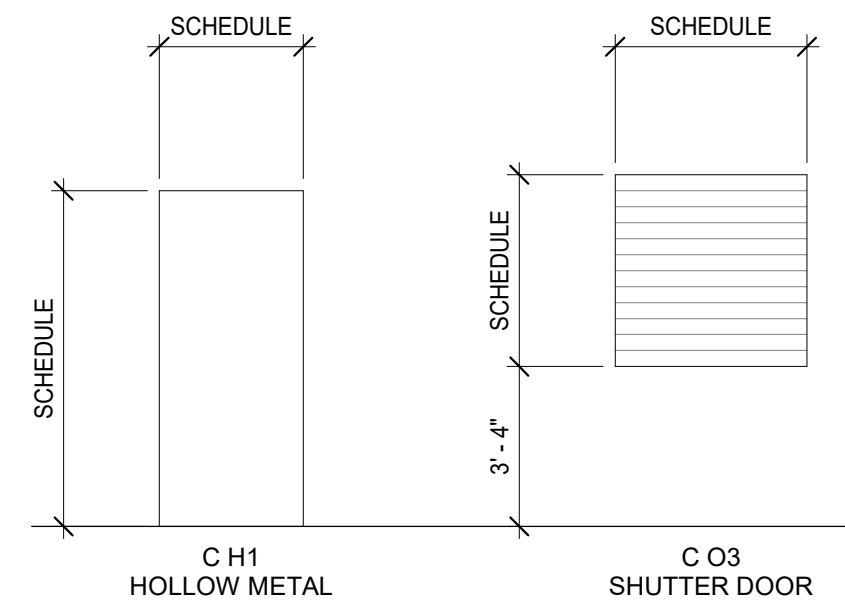 SCHEDULE
SCHEDULE
SCHEDULE
SCHEDULE
3' - 4"
C H1
HOLLOW METAL
C O3
SHUTTER DOOR